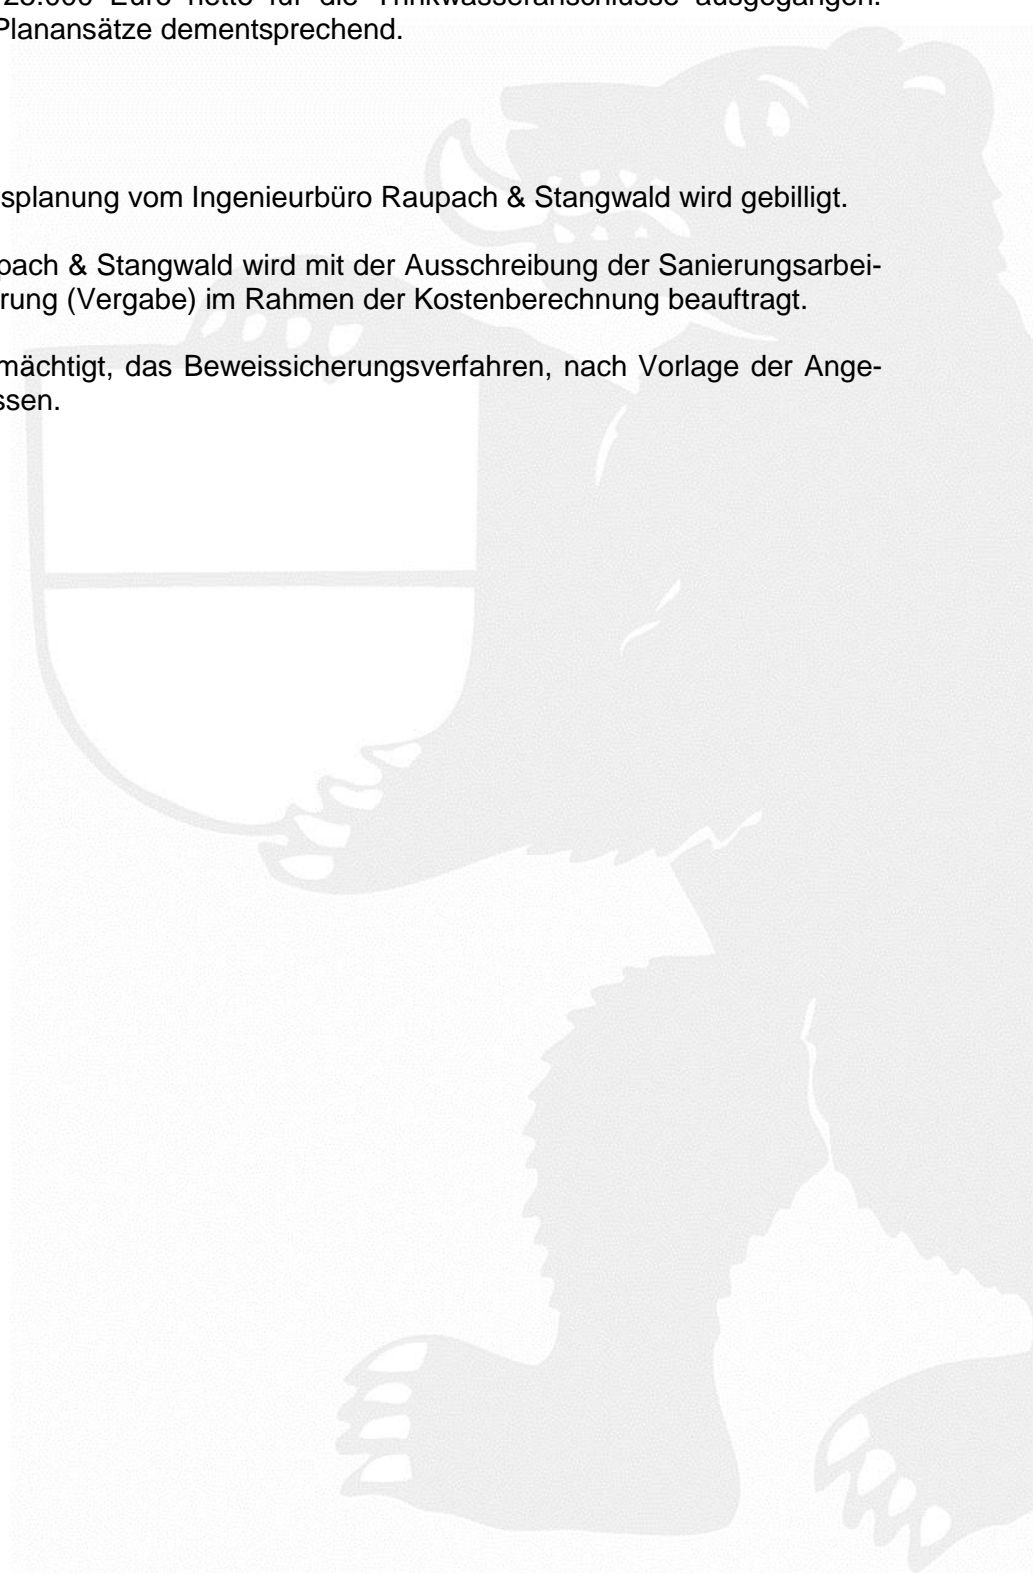 000 Euro netto für die Trinkwasseranschlüsse ausgegangen.
Planansätze dementsprechend.
splanung vom Ingenieurbüro Raupach & Stangwald wird gebilligt.
pach & Stangwald wird mit der Ausschreibung der Sanierungsarbei-
rung (Vergabe) im Rahmen der Kostenberechnung beauftragt.
mächtigt, das Beweissicherungsverfahren, nach Vorlage der Ange-
ssen.